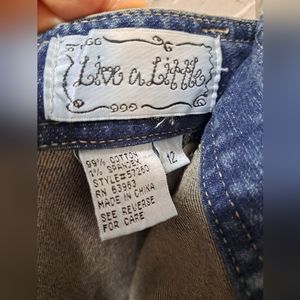 Live a Little
99% COTTON
1% SPANDEX
STYLE#57260
RN 63963
MADE IN CHINA
SEE REVERSE
FOR CARE
12